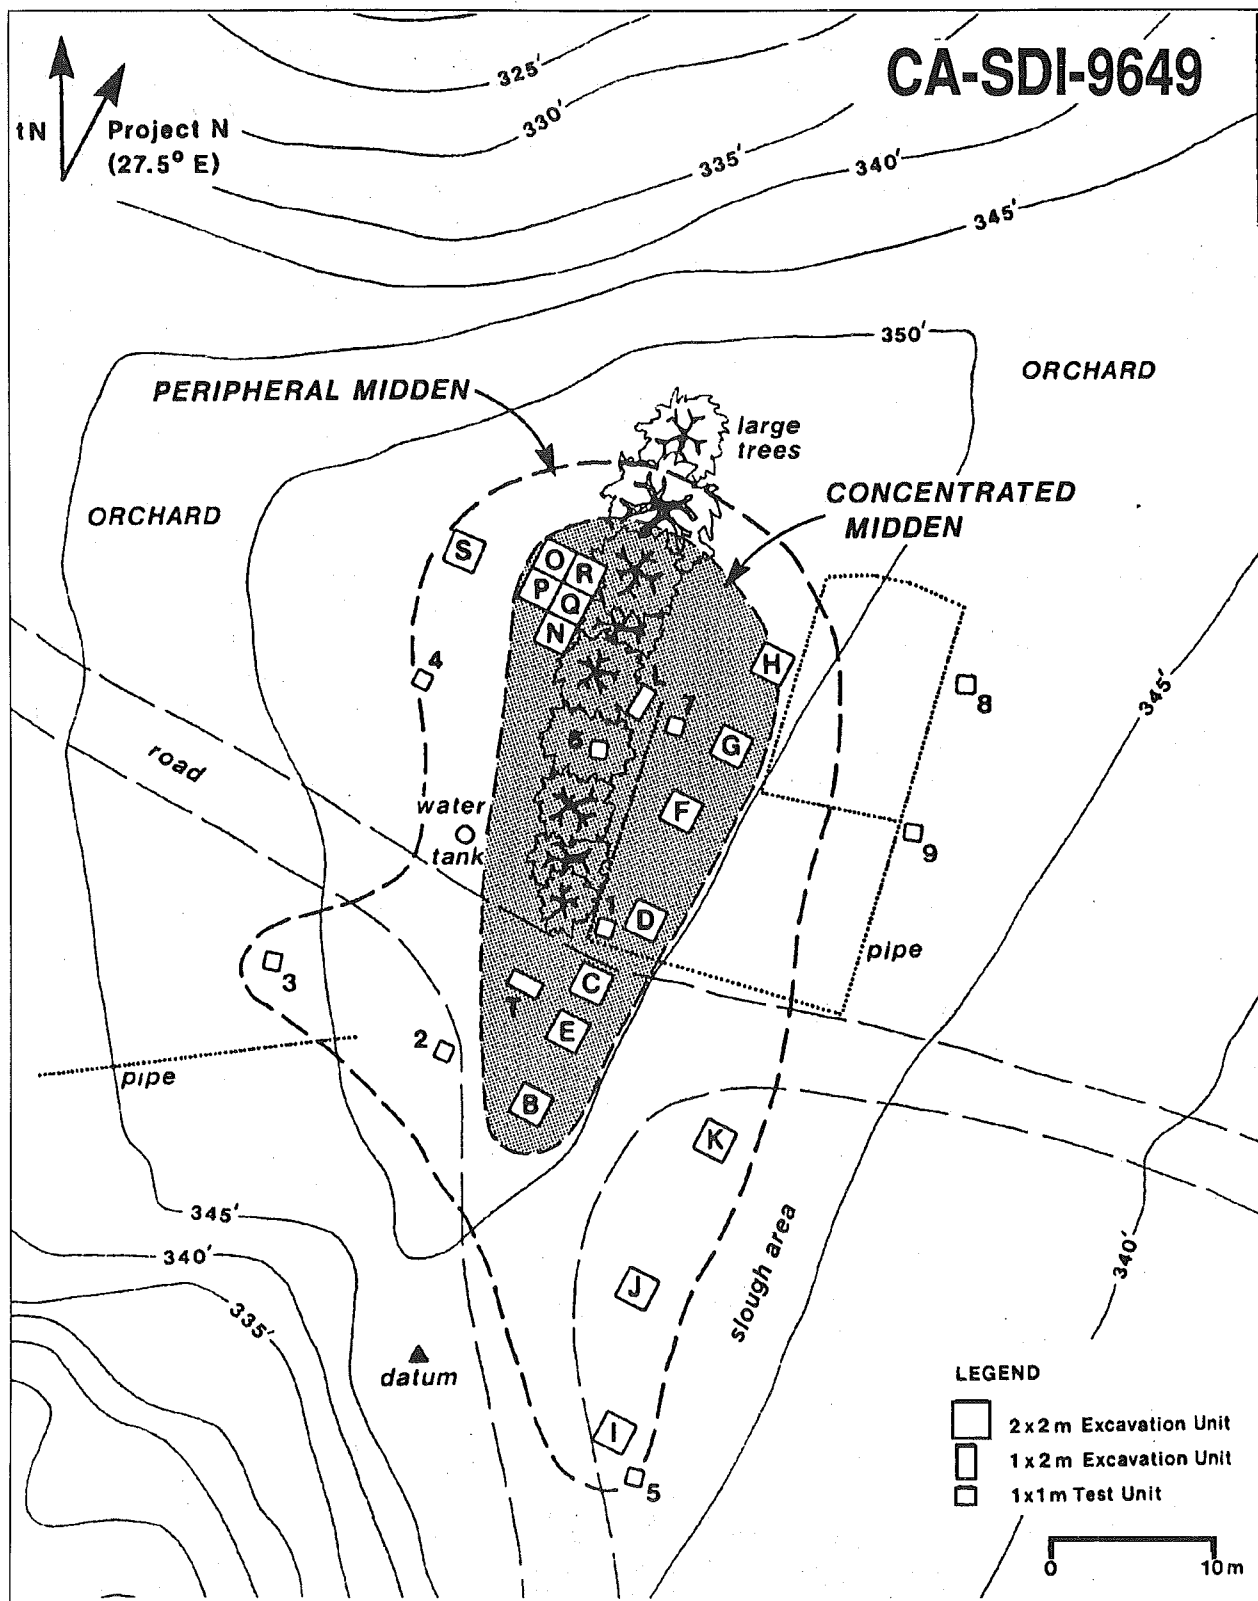 CA-SDI-9649
tN
Project N
(27.5° E)
325'
330'
335'
340'
345'
350'
ORCHARD
PERIPHERAL MIDDEN
large
trees
CONCENTRATED
MIDDEN
ORCHARD
S
O
R
P
Q
N
4
H
8
345'
7
G
6
road
water
tank
F
9
1
D
pipe
3
C
T
E
2
pipe
B
K
345'
340'
335'
slough area
340'
J
datum
I
5
LEGEND
2x2m Excavation Unit
1x2m Excavation Unit
1x1m Test Unit
0
10m